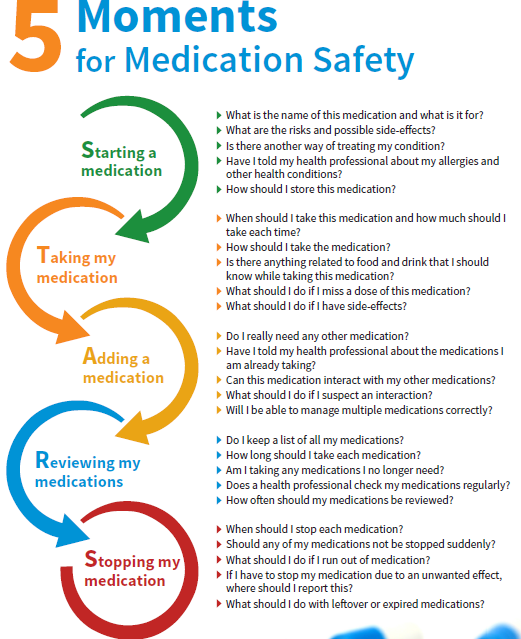 5 Moments
for Medication Safety
Starting a
medication
What is the name of this medication and what is it for?
What are the risks and possible side-effects?
Is there another way of treating my condition?
Have I told my health professional about my allergies and
other health conditions?
How should I store this medication?
Taking my
medication
When should I take this medication and how much should I
take each time?
How should I take the medication?
Is there anything related to food and drink that I should
know while taking this medication?
What should I do if I miss a dose of this medication?
What should I do if I have side-effects?
Adding a
medication
Do I really need any other medication?
Have I told my health professional about the medications I
am already taking?
Can this medication interact with my other medications?
What should I do if I suspect an interaction?
Will I be able to manage multiple medications correctly?
Reviewing my
medications
Do I keep a list of all my medications?
How long should I take each medication?
Am I taking any medications I no longer need?
Does a health professional check my medications regularly?
How often should my medications be reviewed?
Stopping my
medication
When should I stop each medication?
Should any of my medications not be stopped suddenly?
What should I do if I run out of medication?
If I have to stop my medication due to an unwanted effect,
where should I report this?
What should I do with leftover or expired medications?